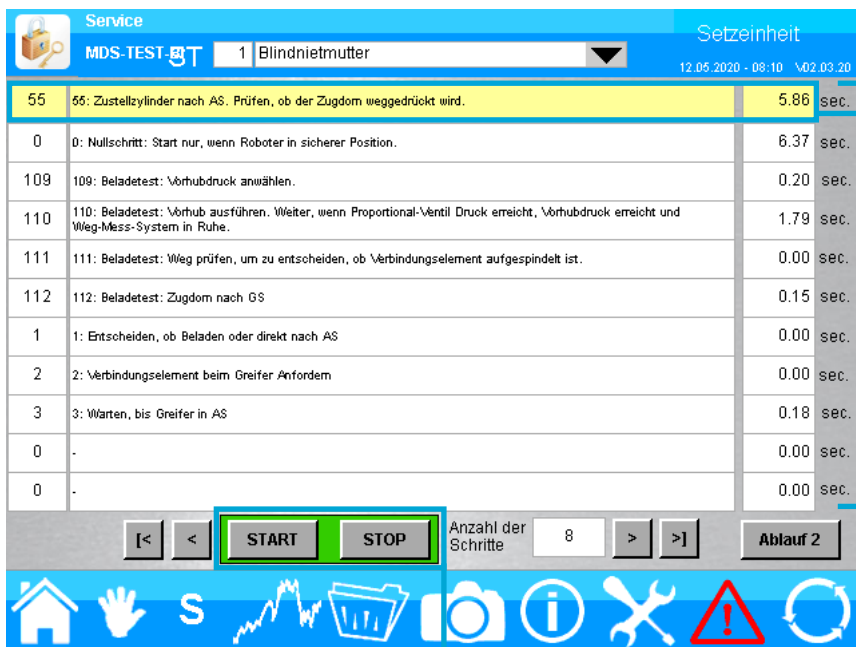 Service
Setzeinheit
MDS-TEST-
1 Blindnietmutter
12.05.2020 - 08:10 V02.03.20
55 55: Zustellzylinder nach AS. Prüfen, ob der Zugdorn weggedrückt wird. 5.86 sec.
0 0: Nullschritt: Start nur, wenn Roboter in sicherer Position. 6.37 sec.
109 109: Beladetest: Vorhubdruck anwählen. 0.20 sec.
110 110: Beladetest: Vorhub ausführen. Weiter, wenn Proportional-Ventil Druck erreicht, Vorhubdruck erreicht und 1.79 sec.
Weg-Mess-System in Ruhe.
111 111: Beladetest: Weg prüfen, um zu entscheiden, ob Verbindungselement aufgespindelt ist. 0.00 sec.
112 112: Beladetest: Zugdorn nach GS 0.15 sec.
1 1: Entscheiden, ob Beladen oder direkt nach AS 0.00 sec.
2 2: Verbindungselement beim Greifer Anfordern 0.00 sec.
3 3: Warten, bis Greifer in AS 0.18 sec.
0 - 0.00 sec.
0 - 0.00 sec.
[< < START STOP Anzahl der Schritte 8 > >] Ablauf 2
S